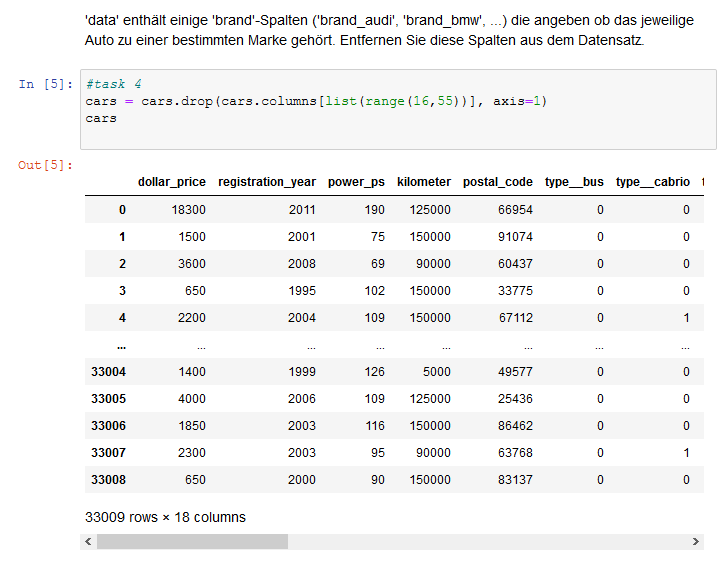 'data' enthält einige 'brand'-Spalten ('brand_audi', 'brand_bmw', ...) die angeben ob das jeweilige
Auto zu einer bestimmten Marke gehört. Entfernen Sie diese Spalten aus dem Datensatz.
In [5]: #task 4
cars = cars.drop(cars.columns[list(range(16,55))], axis=1)
cars
Out[5]:
dollar_price registration_year power_ps kilometer postal_code type__bus type__cabrio t
0 18300 2011 190 125000 66954 0 0
1 1500 2001 75 150000 91074 0 0
2 3600 2008 69 90000 60437 0 0
3 650 1995 102 150000 33775 0 0
4 2200 2004 109 150000 67112 0 1
... ... ... ... ... ... ... ...
33004 1400 1999 126 5000 49577 0 0
33005 4000 2006 109 125000 25436 0 0
33006 1850 2003 116 150000 86462 0 0
33007 2300 2003 95 90000 63768 0 1
33008 650 2000 90 150000 83137 0 0
33009 rows × 18 columns